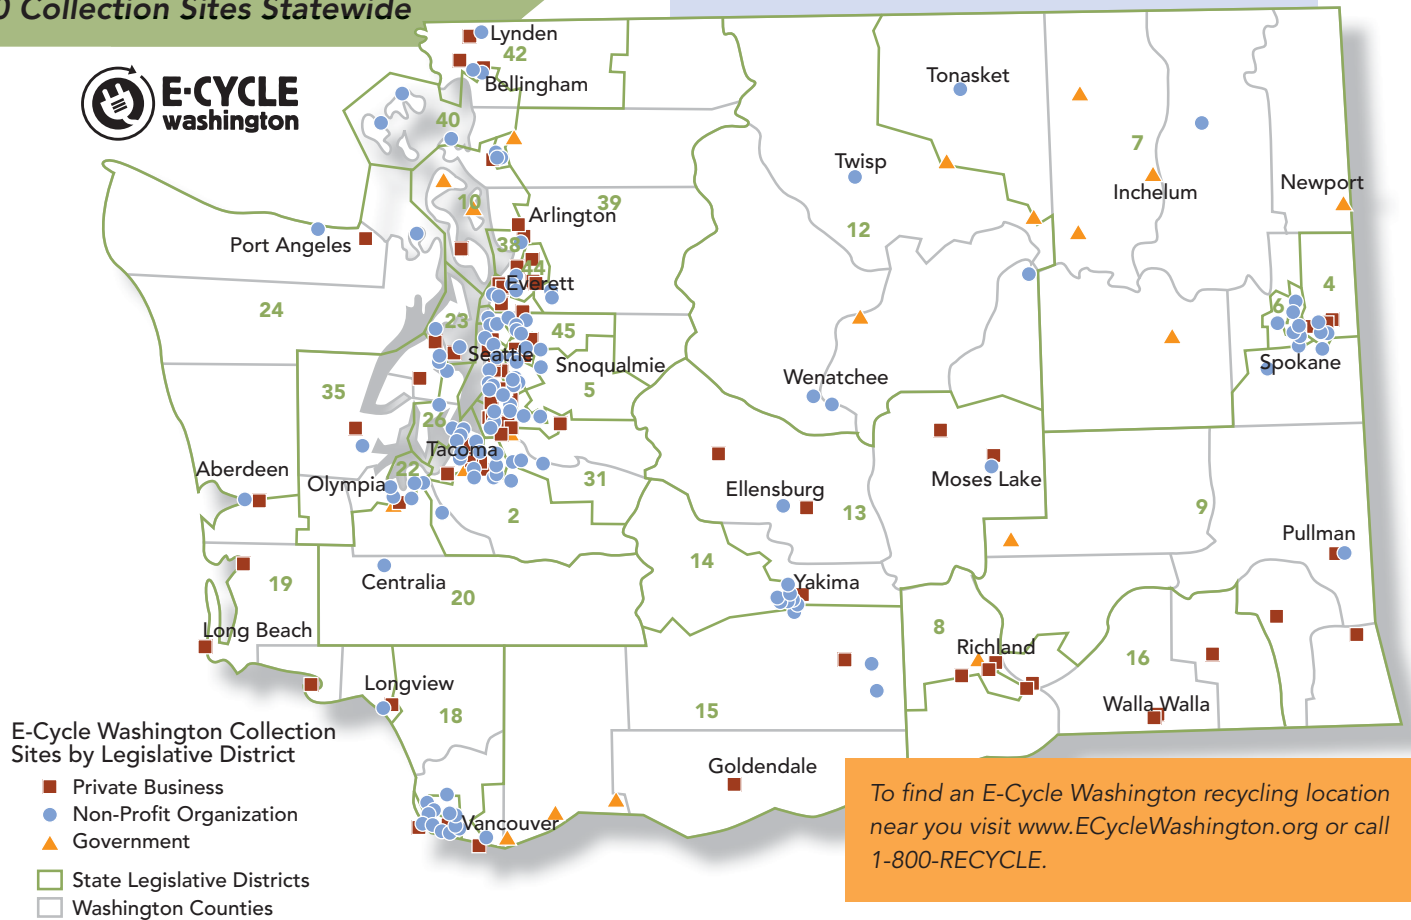 0 Collection Sites Statewide
E-CYCLE
washington
Lynden
42
Bellingham
Tonasket
40
7
Twisp
Inchelum
Newport
10
39
Arlington
Port Angeles
12
38
44
Everett
4
24
6
23
45
Seattle
Snoqualmie
Spokane
Wenatchee
35
5
26
Tacoma
Aberdeen
22
Olympia
31
Moses Lake
Ellensburg
2
13
9
Pullman
14
Centralia
Yakima
19
20
8
Long Beach
Richland
16
Longview
Walla Walla
18
15
Goldendale
Vancouver
E-Cycle Washington Collection
Sites by Legislative District
Private Business
Non-Profit Organization
Government
State Legislative Districts
Washington Counties
To find an E-Cycle Washington recycling location
near you visit www.ECycleWashington.org or call
1-800-RECYCLE.